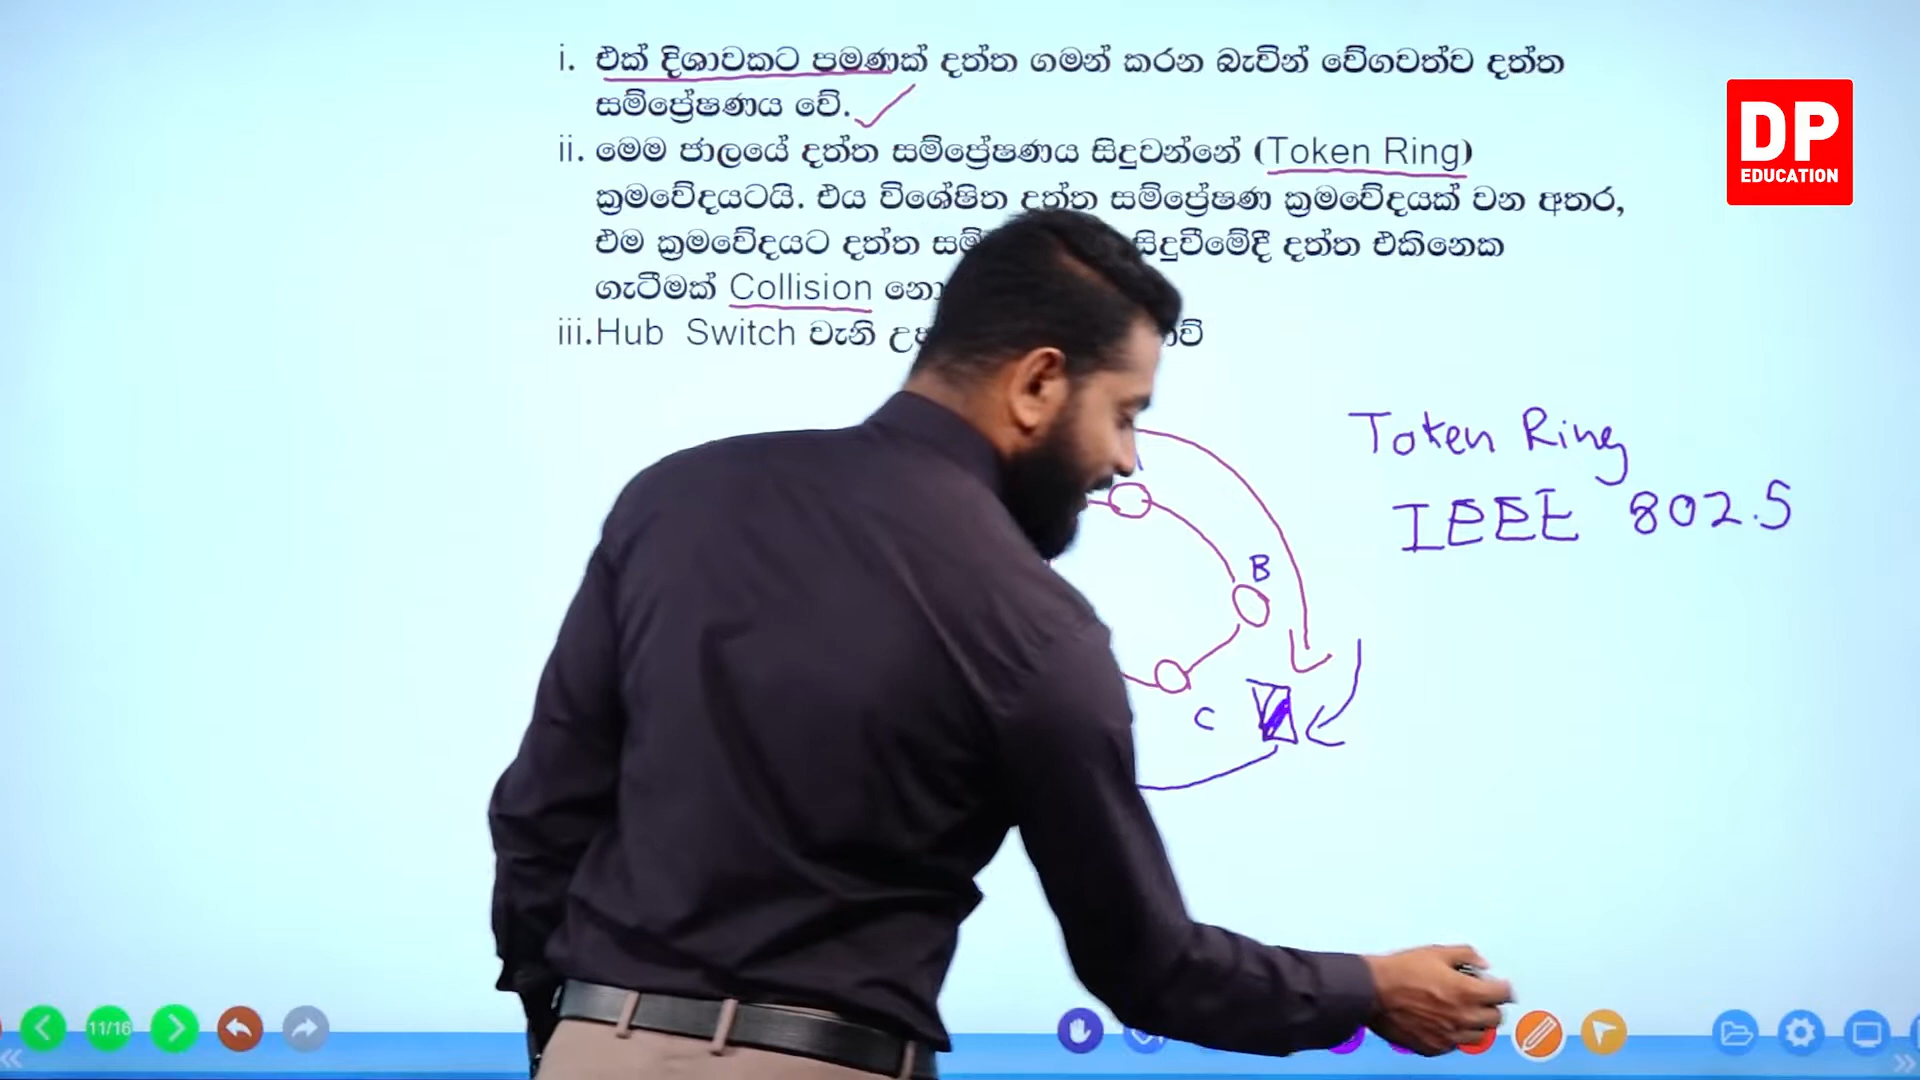 i. එක් දිශාවකට පමණක් දත්ත ගමන් කරන බැවින් වේගවත්ව දත්ත
සම්ප්‍රේෂණය වේ.
ii. මෙම ජාලයේ දත්ත සම්ප්‍රේෂණය සිදුවන්නේ (Token Ring)
ක්‍රමවේදයටයි. එය විශේෂිත දත්ත සම්ප්‍රේෂණ ක්‍රමවේදයක් වන අතර,
එම ක්‍රමවේදයට දත්ත සිදුවීමේදී දත්ත එකිනෙක
ගැටීමක් Collision
iii. Hub Switch වැනි
DP
EDUCATION
Token Ring
IEEE 802.5
B
C
11/16